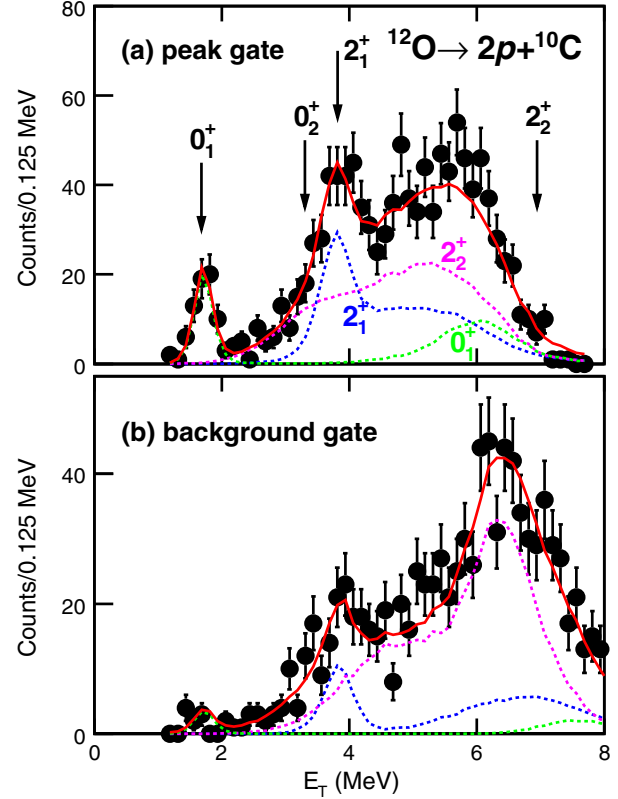 (a) peak gate
¹²O→ 2p+¹⁰C
2₁⁺
0₂⁺
0₁⁺
2₂⁺
80
60
40
20
0
Counts/0.125 MeV
2₂⁺
2₁⁺
0₁⁺
(b) background gate
40
20
0
Counts/0.125 MeV
0 2 4 6 8
E_T (MeV)